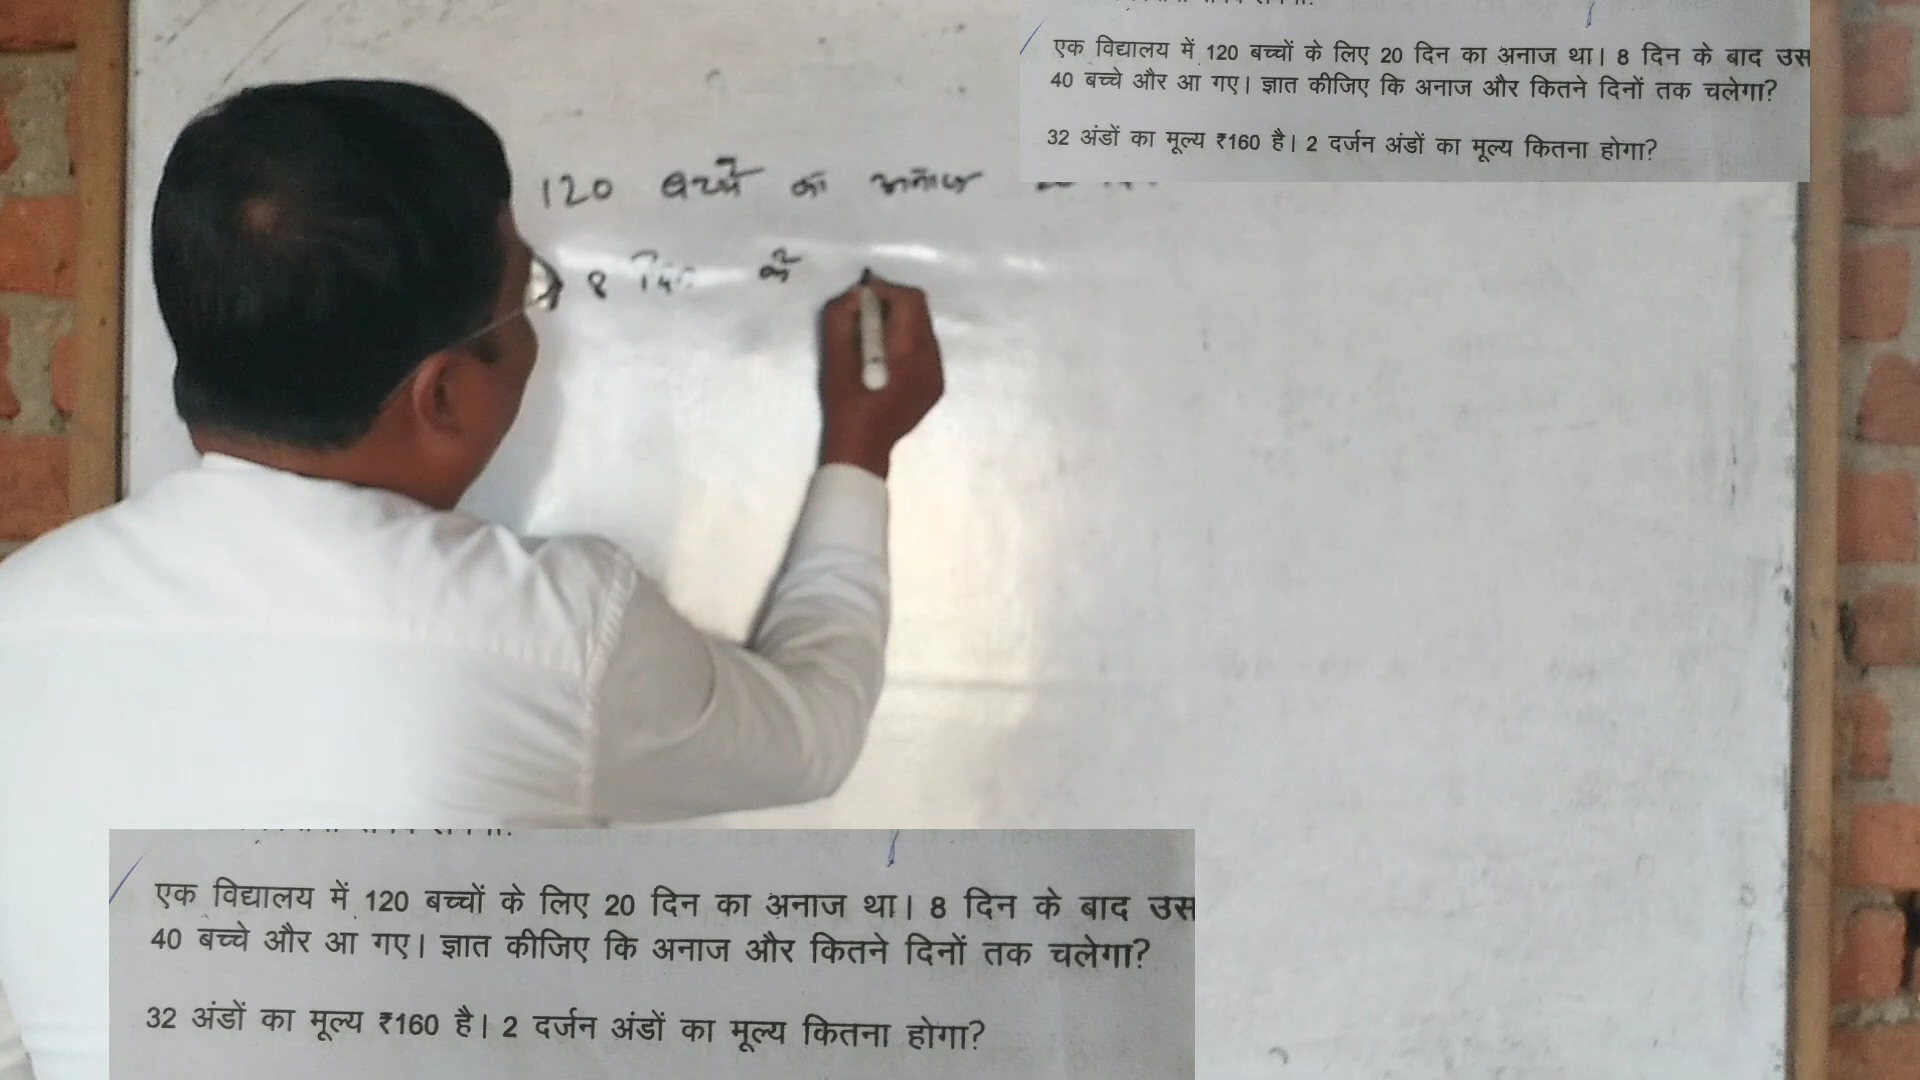 एक विद्यालय में 120 बच्चों के लिए 20 दिन का अनाज था। 8 दिन के बाद उस
40 बच्चे और आ गए। ज्ञात कीजिए कि अनाज और कितने दिनों तक चलेगा?
32 अंडों का मूल्य ₹160 है। 2 दर्जन अंडों का मूल्य कितना होगा?
120 बच्चों का अनाज
8 दिन के
एक विद्यालय में 120 बच्चों के लिए 20 दिन का अनाज था। 8 दिन के बाद उस
40 बच्चे और आ गए। ज्ञात कीजिए कि अनाज और कितने दिनों तक चलेगा?
32 अंडों का मूल्य ₹160 है। 2 दर्जन अंडों का मूल्य कितना होगा?